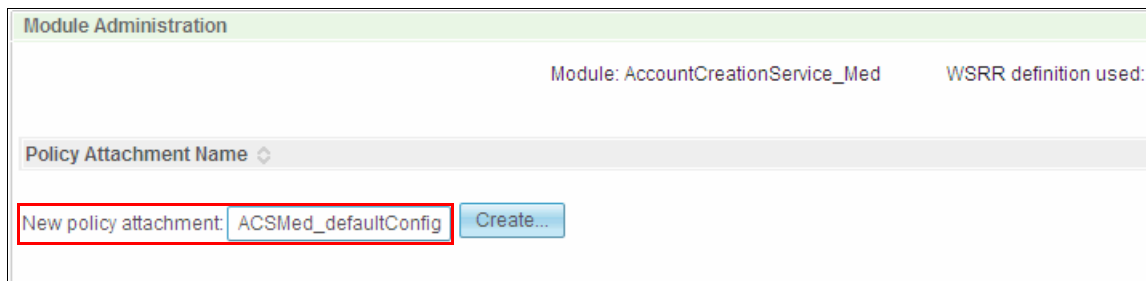 Module Administration
Module: AccountCreationService_Med WSRR definition used:
Policy Attachment Name
New policy attachment: ACSMed_defaultConfig Create...